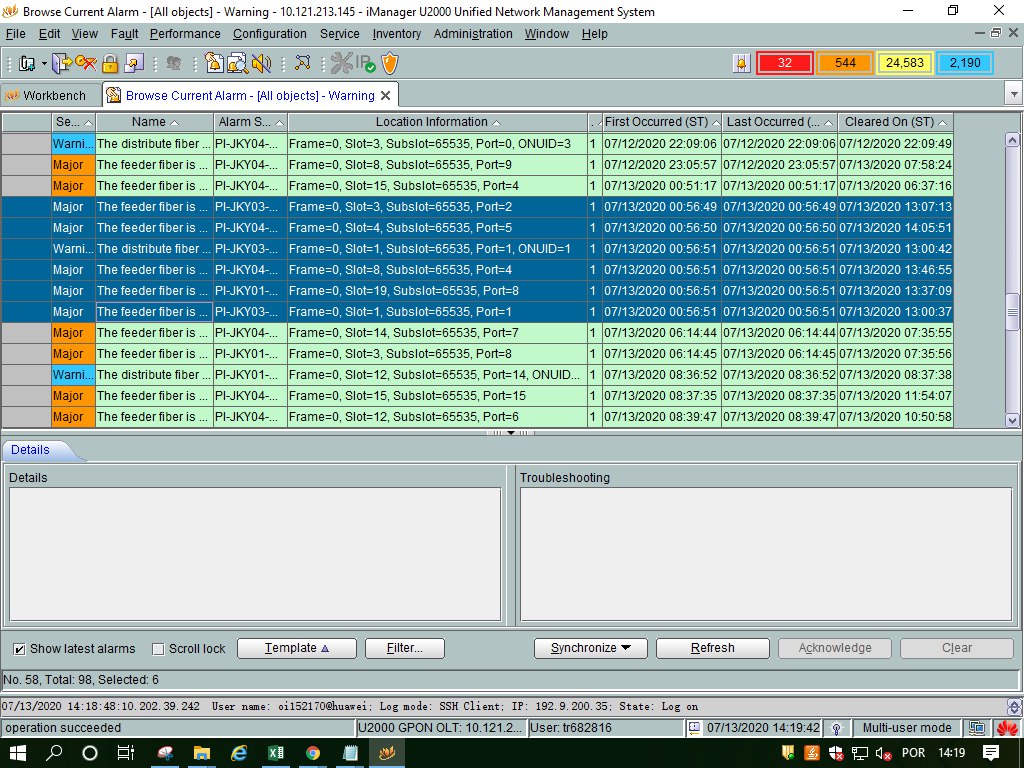 Browse Current Alarm - [All objects] - Warning - 10.121.213.145 - iManager U2000 Unified Network Management System
File Edit View Fault Performance Configuration Service Inventory Administration Window Help
32 544 24,583 2,190
Workbench Browse Current Alarm - [All objects] - Warning
Se... Name Alarm S... Location Information . First Occurred (ST) Last Occurred (... Cleared On (ST)
Warni... The distribute fiber ... PI-JKY04-... Frame=0, Slot=3, Subslot=65535, Port=0, ONUID=3 1 07/12/2020 22:09:06 07/12/2020 22:09:06 07/12/2020 22:09:49
Major The feeder fiber is ... PI-JKY04-... Frame=0, Slot=8, Subslot=65535, Port=9 1 07/12/2020 23:05:57 07/12/2020 23:05:57 07/13/2020 07:58:24
Major The feeder fiber is ... PI-JKY04-... Frame=0, Slot=15, Subslot=65535, Port=4 1 07/13/2020 00:51:17 07/13/2020 00:51:17 07/13/2020 06:37:16
Major The feeder fiber is ... PI-JKY03-... Frame=0, Slot=3, Subslot=65535, Port=2 1 07/13/2020 00:56:49 07/13/2020 00:56:49 07/13/2020 13:07:13
Major The feeder fiber is ... PI-JKY04-... Frame=0, Slot=4, Subslot=65535, Port=5 1 07/13/2020 00:56:50 07/13/2020 00:56:50 07/13/2020 14:05:51
Warni... The distribute fiber ... PI-JKY03-... Frame=0, Slot=1, Subslot=65535, Port=1, ONUID=1 1 07/13/2020 00:56:51 07/13/2020 00:56:51 07/13/2020 13:00:42
Major The feeder fiber is ... PI-JKY04-... Frame=0, Slot=8, Subslot=65535, Port=4 1 07/13/2020 00:56:51 07/13/2020 00:56:51 07/13/2020 13:46:55
Major The feeder fiber is ... PI-JKY01-... Frame=0, Slot=19, Subslot=65535, Port=8 1 07/13/2020 00:56:51 07/13/2020 00:56:51 07/13/2020 13:37:09
Major The feeder fiber is ... PI-JKY03-... Frame=0, Slot=1, Subslot=65535, Port=1 1 07/13/2020 00:56:51 07/13/2020 00:56:51 07/13/2020 13:00:37
Major The feeder fiber is ... PI-JKY04-... Frame=0, Slot=14, Subslot=65535, Port=7 1 07/13/2020 06:14:44 07/13/2020 06:14:44 07/13/2020 07:35:55
Major The feeder fiber is ... PI-JKY01-... Frame=0, Slot=3, Subslot=65535, Port=8 1 07/13/2020 06:14:45 07/13/2020 06:14:45 07/13/2020 07:35:56
Warni... The distribute fiber ... PI-JKY01-... Frame=0, Slot=12, Subslot=65535, Port=14, ONUID... 1 07/13/2020 08:36:52 07/13/2020 08:36:52 07/13/2020 08:37:38
Major The feeder fiber is ... PI-JKY04-... Frame=0, Slot=15, Subslot=65535, Port=15 1 07/13/2020 08:37:35 07/13/2020 08:37:35 07/13/2020 11:54:07
Major The feeder fiber is ... PI-JKY04-... Frame=0, Slot=12, Subslot=65535, Port=6 1 07/13/2020 08:39:47 07/13/2020 08:39:47 07/13/2020 10:50:58
Details
Details Troubleshooting
Show latest alarms Scroll lock Template Filter... Synchronize Refresh Acknowledge Clear
No. 58, Total: 98, Selected: 6
07/13/2020 14:18:48:10.202.39.242 User name: oi152170@huawei; Log mode: SSH Client; IP: 192.9.200.35; State: Log on
operation succeeded U2000 GPON OLT: 10.121.2... User: tr682816 07/13/2020 14:19:42 Multi-user mode
POR 14:19